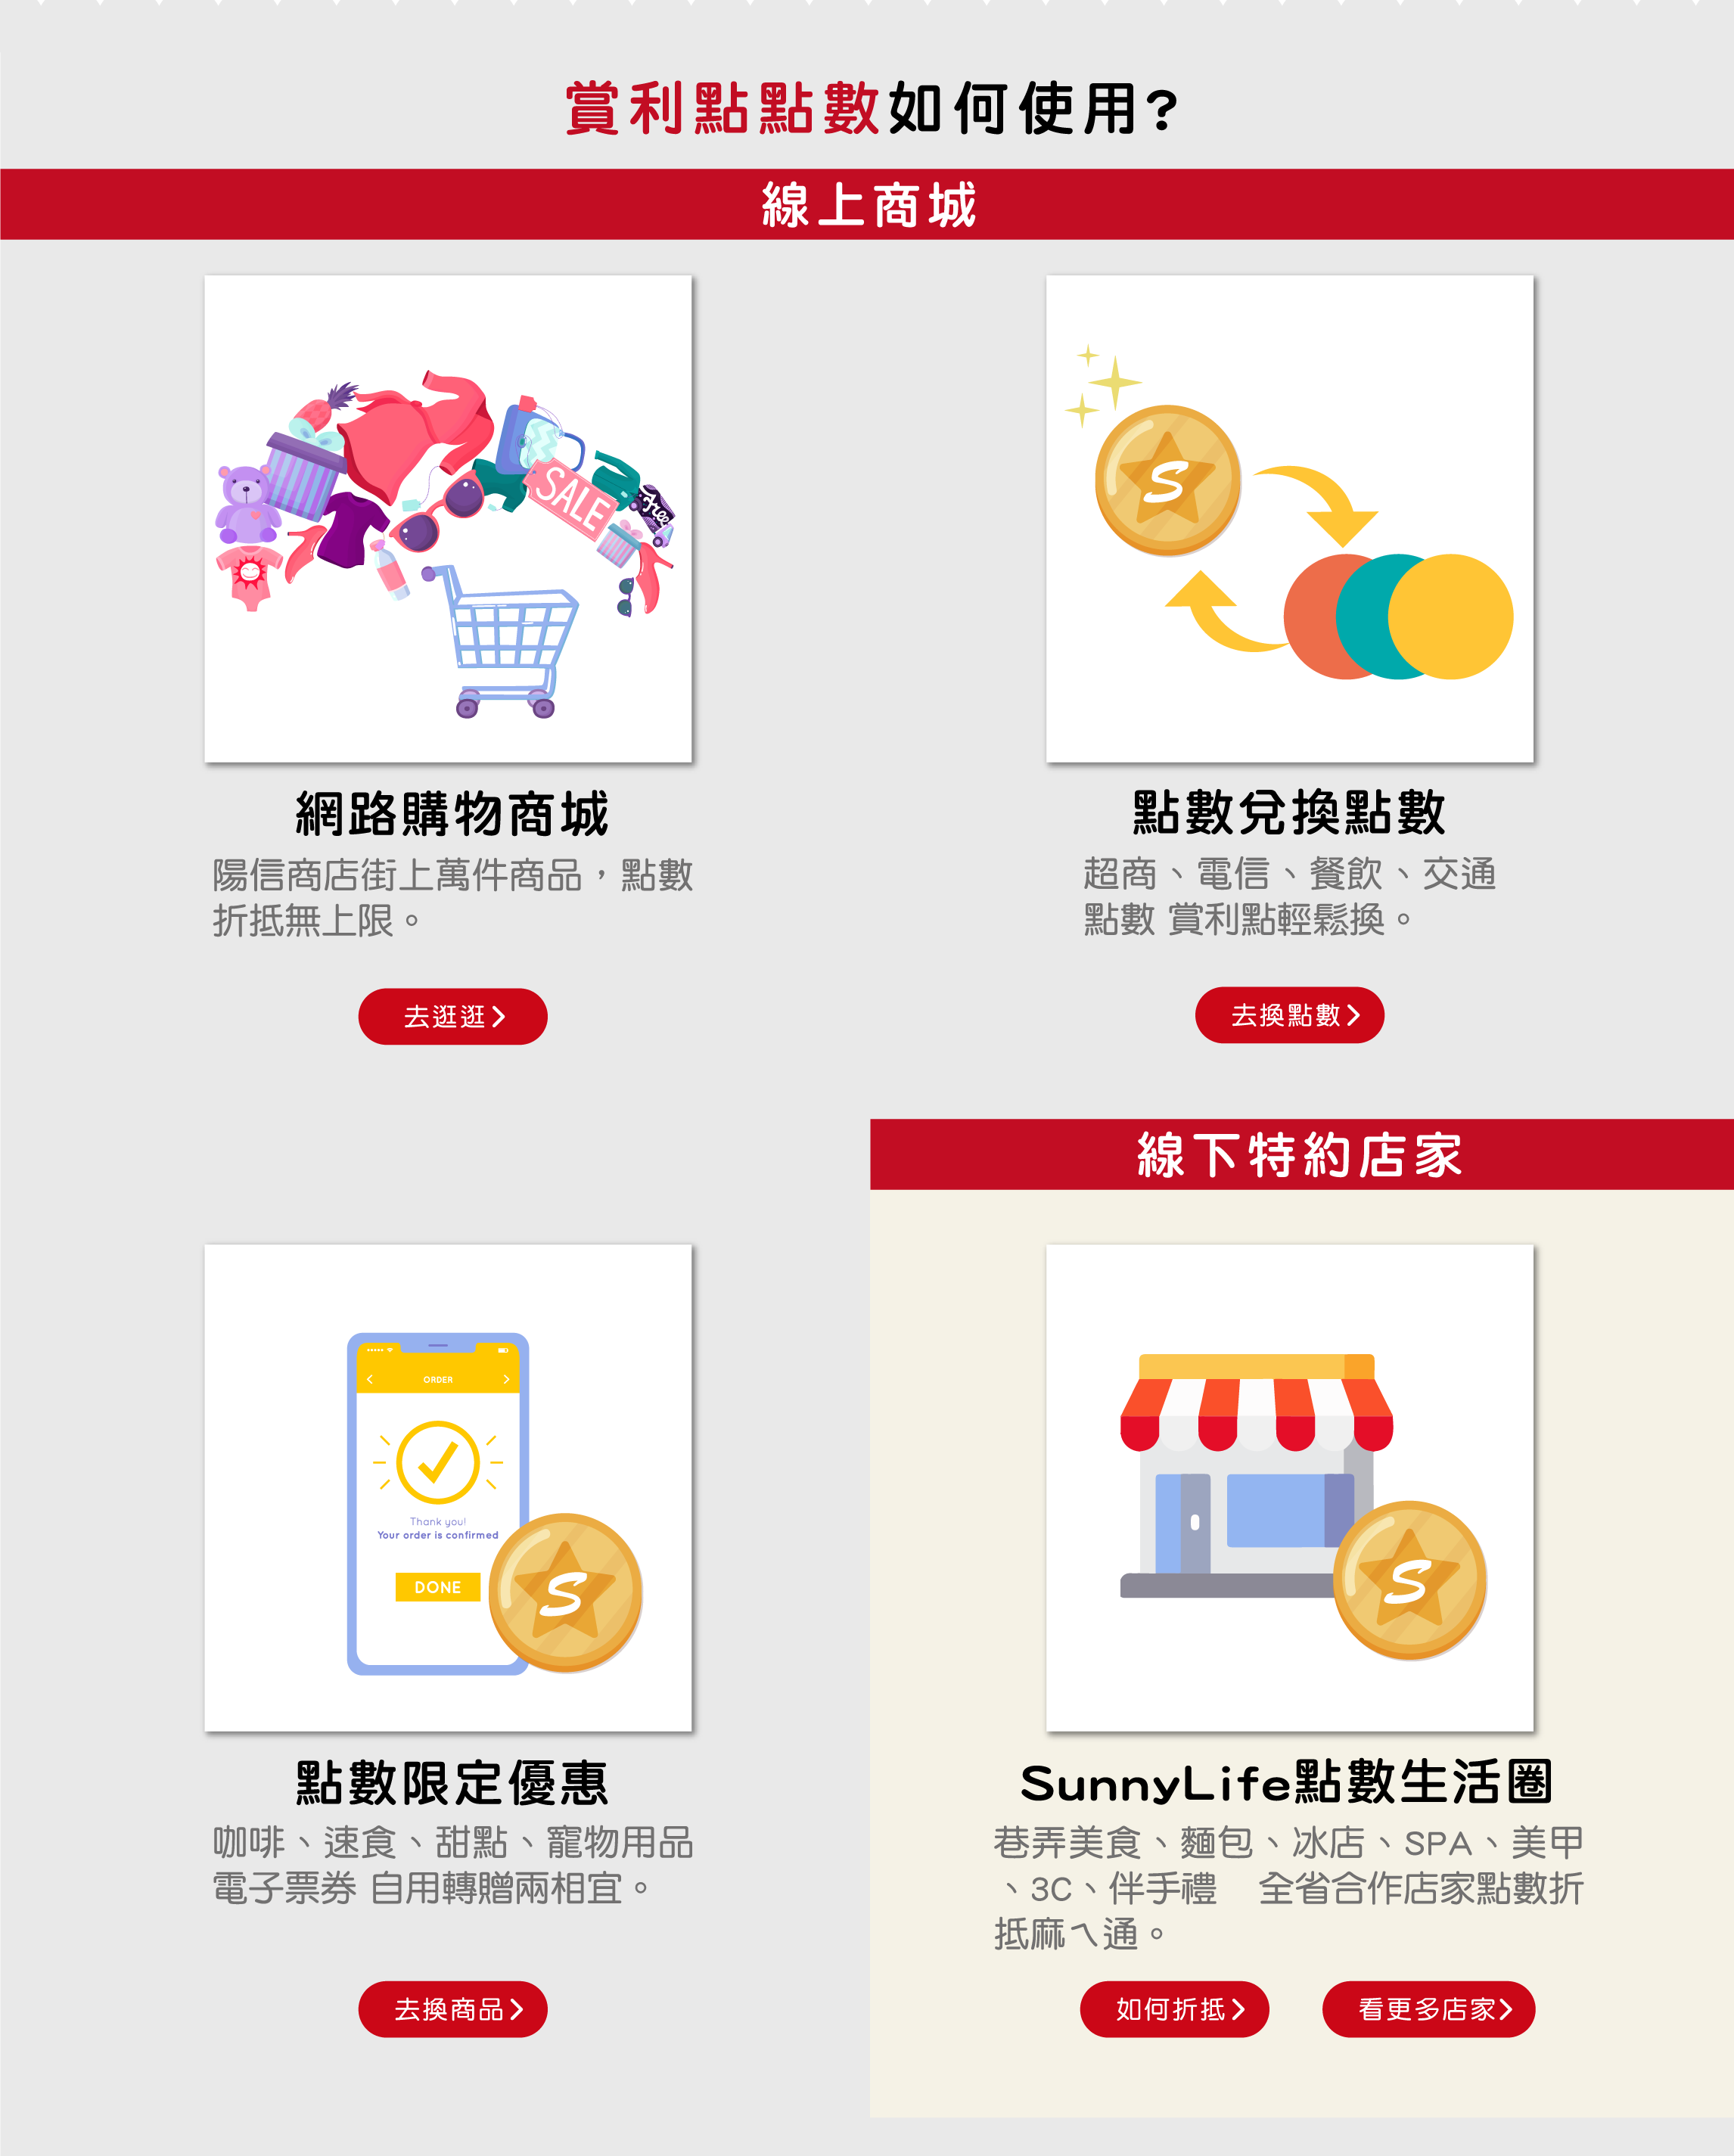 賞利點點數如何使用?
線上商城
SALE
free
S
網路購物商城
陽信商店街上萬件商品，點數
折抵無上限。
去逛逛
點數兌換點數
超商、電信、餐飲、交通
點數 賞利點輕鬆換。
去換點數
ORDER
Thank you!
Your order is confirmed
DONE
S
點數限定優惠
咖啡、速食、甜點、寵物用品
電子票券 自用轉贈兩相宜。
去換商品
線下特約店家
S
SunnyLife點數生活圈
巷弄美食、麵包、冰店、SPA、美甲
、3C、伴手禮　全省合作店家點數折
抵麻ㄟ通。
如何折抵
看更多店家